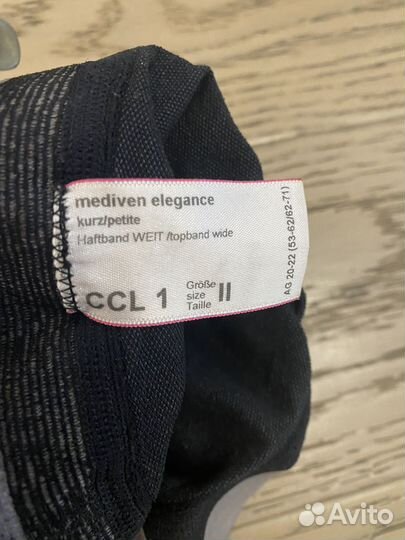 mediven elegance
kurz/petite
Haftband WEIT /topband wide
CCL 1
Größe
size
Taille
II
AG 20-22 (53-62/62-71)
Avito